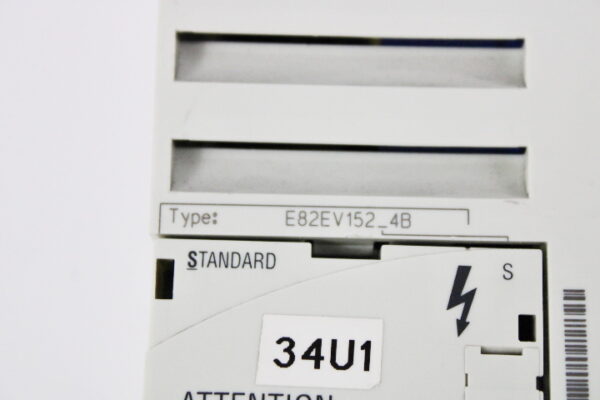 Type: E82EV152_4B
STANDARD S
34U1
ATTENTION